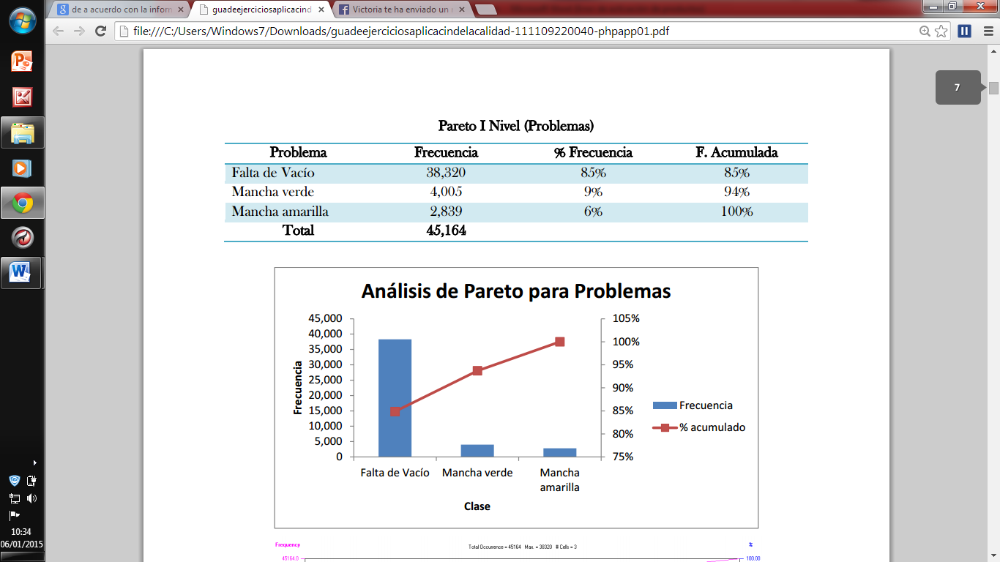 de a acuerdo con la inform
guadeejerciciosaplicacind
Victoria te ha enviado un
file:///C:/Users/Windows7/Downloads/guadeejerciciosaplicacindelacalidad-111109220040-phpapp01.pdf
7
Pareto I Nivel (Problemas)
Problema Frecuencia % Frecuencia F. Acumulada
Falta de Vacío 38,320 85% 85%
Mancha verde 4,005 9% 94%
Mancha amarilla 2,839 6% 100%
Total 45,164
Análisis de Pareto para Problemas
45,000 105%
40,000 100%
35,000 95%
30,000 90%
25,000 85%
20,000 80%
15,000 75%
10,000
5,000
0
Frecuencia
Falta de Vacío Mancha verde Mancha amarilla
Clase
Frecuencia
% acumulado
Frequency Total Occurrence = 45164 Max. = 38320 # Cells = 3 %
45164.0 100.00
10:34
06/01/2015